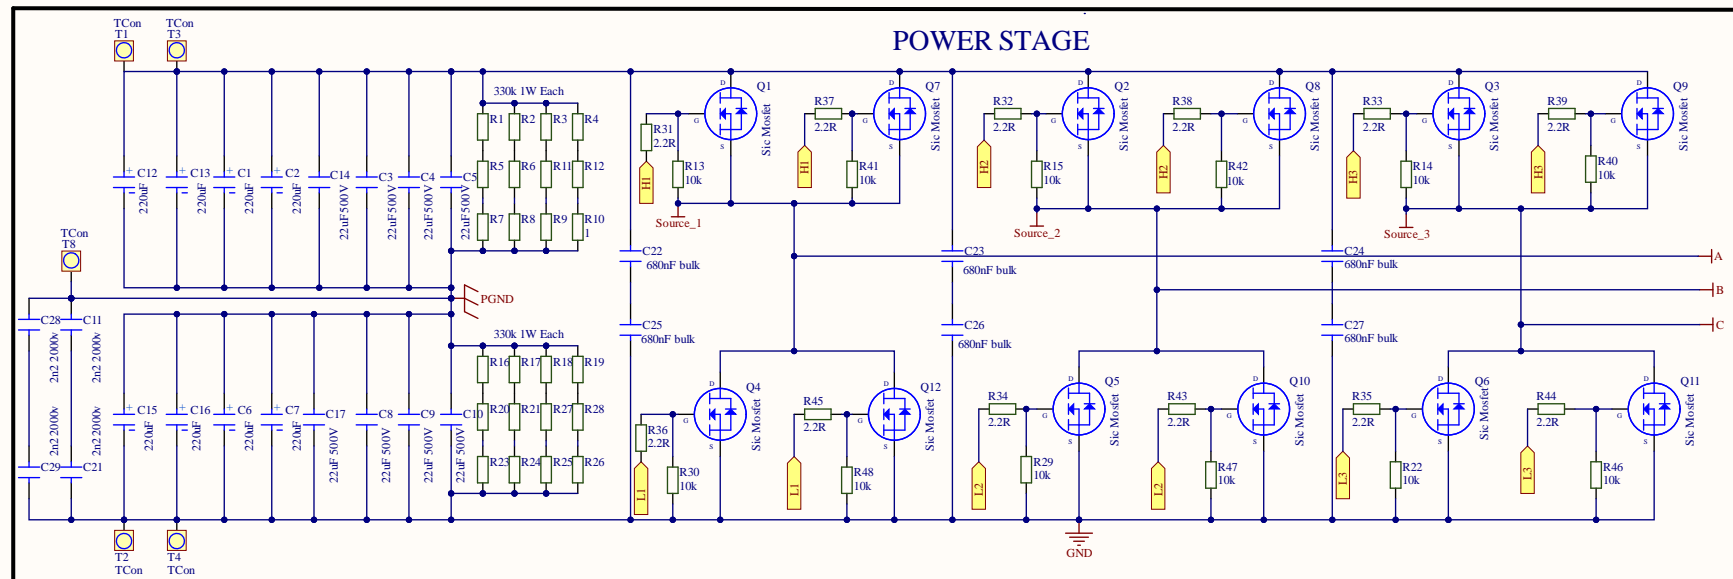 POWER STAGE
TCon
T1
TCon
T3
330k 1W Each
R1
R2
R3
R4
R5
R6
R11
R12
R7
R8
R9
R10
1
C12
220uF
C13
220uF
C1
220uF
C2
220uF
C14
22uF500V
C3
22uF500V
C4
22uF500V
C5
22uF500V
TCon
T8
PGND
C28
2n2 2000v
C11
2n2 2000v
C29
2n2 2000v
C21
2n2 2000v
C15
220uF
C16
220uF
C6
220uF
C7
220uF
C17
22uF 500V
C8
22uF 500V
C9
22uF 500V
C10
22uF 500V
330k 1W Each
R16
R17
R18
R19
R20
R21
R27
R28
R23
R24
R25
R26
T2
TCon
T4
TCon
R31
2.2R
H1
R13
10k
Source_1
Q1
D
G
S
Sic Mosfet
R37
2.2R
H1
R41
10k
Q7
D
G
S
Sic Mosfet
R32
2.2R
H2
R15
10k
Source_2
Q2
D
G
S
Sic Mosfet
R38
2.2R
H2
R42
10k
Q8
D
G
S
Sic Mosfet
R33
2.2R
H3
R14
10k
Source_3
Q3
D
G
S
Sic Mosfet
R39
2.2R
H3
R40
10k
Q9
D
G
S
Sic Mosfet
C22
680nF bulk
C23
680nF bulk
C24
680nF bulk
A
B
C
C25
680nF bulk
C26
680nF bulk
C27
680nF bulk
R36
2.2R
L1
R30
10k
Q4
D
G
S
Sic Mosfet
R45
2.2R
L1
R48
10k
Q12
D
G
S
Sic Mosfet
R34
2.2R
L2
R29
10k
Q5
D
G
S
Sic Mosfet
R43
2.2R
L2
R47
10k
Q10
D
G
S
Sic Mosfet
R35
2.2R
L3
R22
10k
Q6
D
G
S
Sic Mosfet
R44
2.2R
L3
R46
10k
Q11
D
G
S
Sic Mosfet
GND